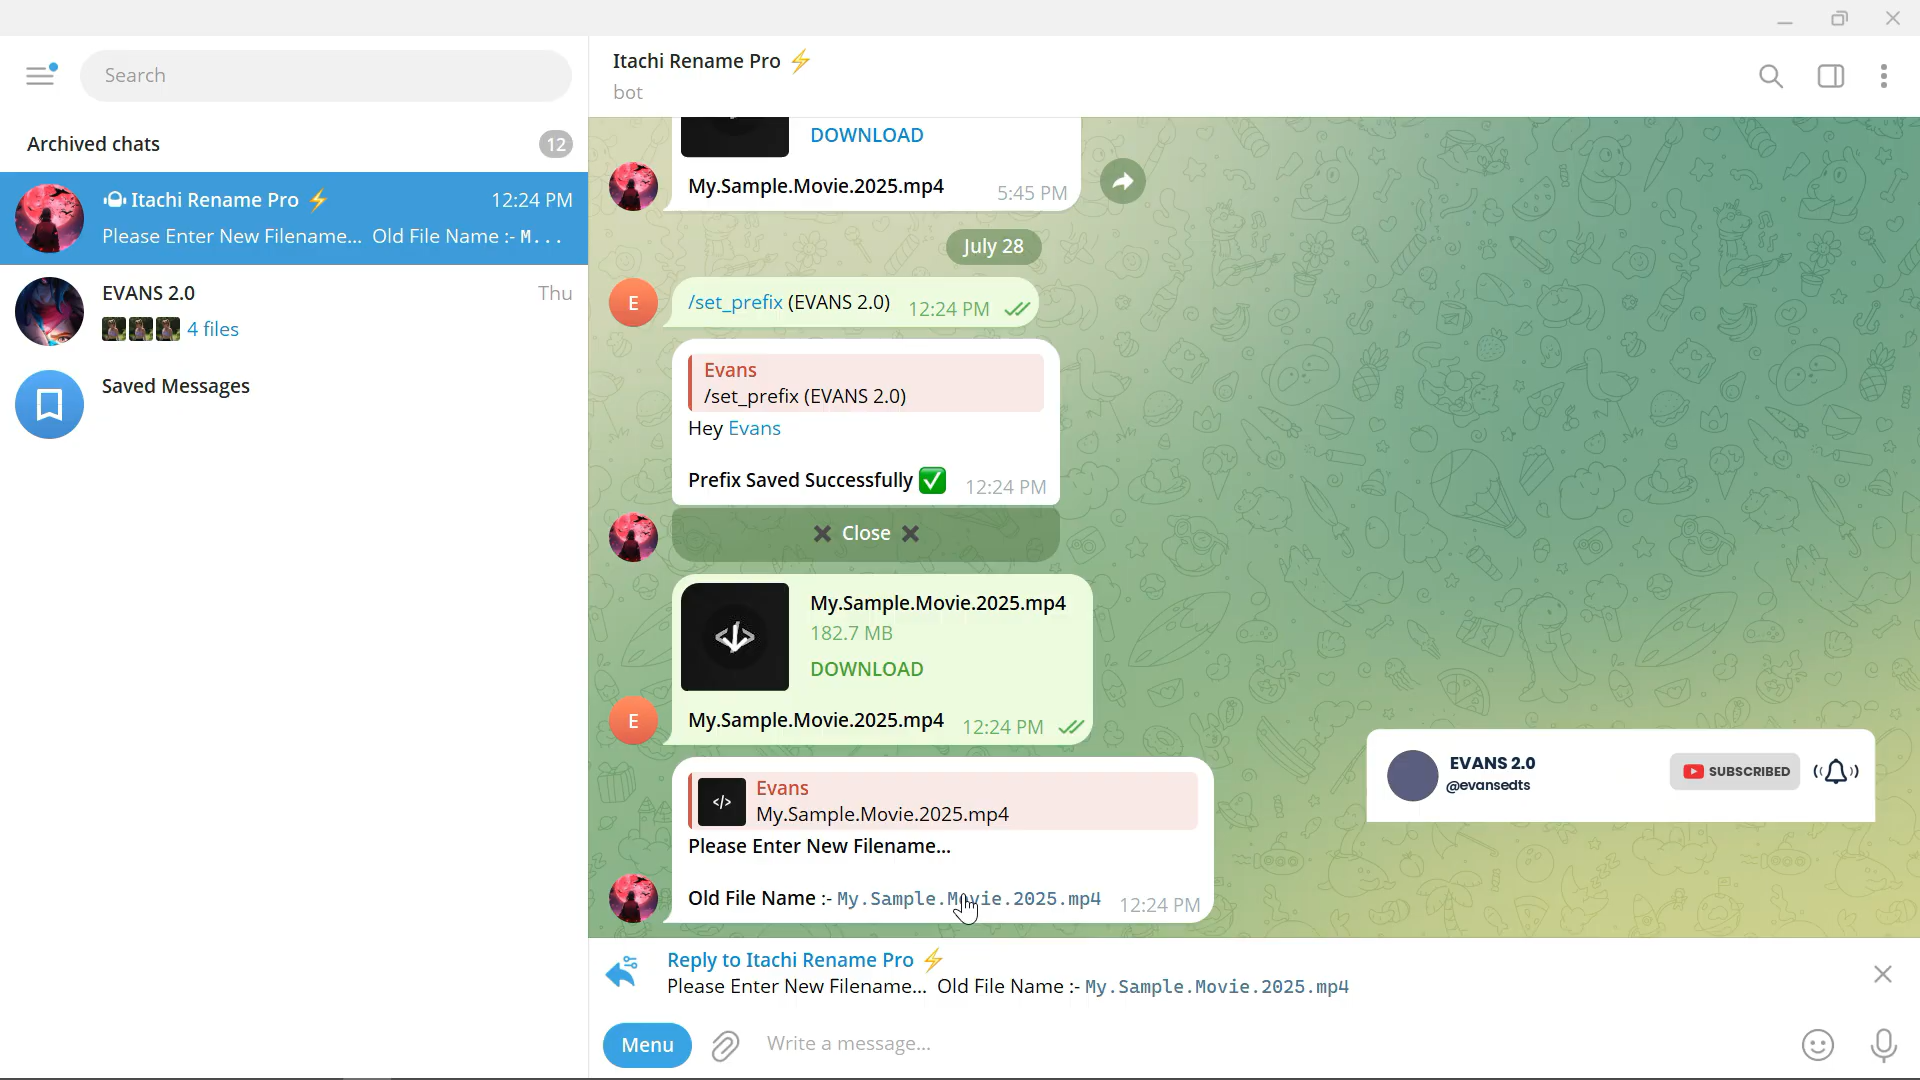 Search
Archived chats
12
Itachi Rename Pro ⚡ 12:24 PM
Please Enter New Filename... Old File Name :- M...
EVANS 2.0 Thu
4 files
Saved Messages
Itachi Rename Pro ⚡
bot
DOWNLOAD
My.Sample.Movie.2025.mp4 5:45 PM
July 28
E
/set_prefix (EVANS 2.0) 12:24 PM
Evans
/set_prefix (EVANS 2.0)
Hey Evans
Prefix Saved Successfully ✅ 12:24 PM
✖ Close ✖
My.Sample.Movie.2025.mp4
182.7 MB
DOWNLOAD
E
My.Sample.Movie.2025.mp4 12:24 PM
Evans
My.Sample.Movie.2025.mp4
Please Enter New Filename...
Old File Name :- My.Sample.Movie.2025.mp4 12:24 PM
EVANS 2.0
@evansedts
SUBSCRIBED
Reply to Itachi Rename Pro ⚡
Please Enter New Filename... Old File Name :- My.Sample.Movie.2025.mp4
Menu
Write a message...